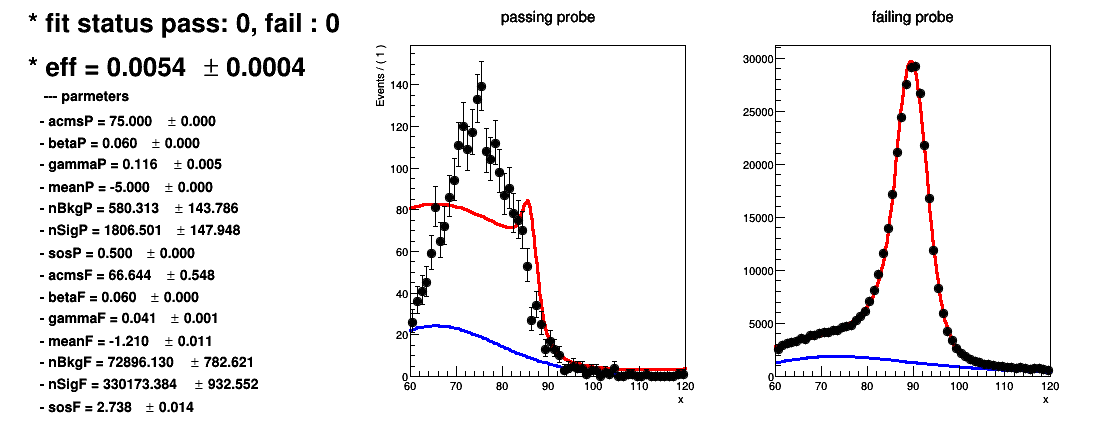 * fit status pass: 0, fail : 0
* eff = 0.0054 ± 0.0004
--- parmeters
- acmsP = 75.000 ± 0.000
- betaP = 0.060 ± 0.000
- gammaP = 0.116 ± 0.005
- meanP = -5.000 ± 0.000
- nBkgP = 580.313 ± 143.786
- nSigP = 1806.501 ± 147.948
- sosP = 0.500 ± 0.000
- acmsF = 66.644 ± 0.548
- betaF = 0.060 ± 0.000
- gammaF = 0.041 ± 0.001
- meanF = -1.210 ± 0.011
- nBkgF = 72896.130 ± 782.621
- nSigF = 330173.384 ± 932.552
- sosF = 2.738 ± 0.014
passing probe
Events / ( 1 )
140
120
100
80
60
40
20
0
60 70 80 90 100 110 120
x
failing probe
30000
25000
20000
15000
10000
5000
0
60 70 80 90 100 110 120
x